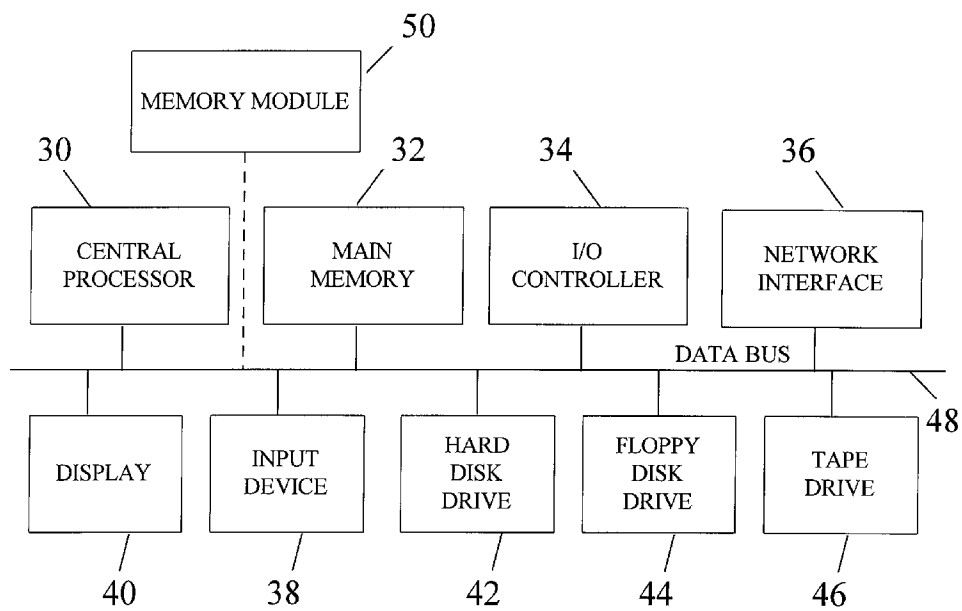 50
MEMORY MODULE
30
32
34
36
CENTRAL
PROCESSOR
MAIN
MEMORY
I/O
CONTROLLER
NETWORK
INTERFACE
DATA BUS
48
DISPLAY
INPUT
DEVICE
HARD
DISK
DRIVE
FLOPPY
DISK
DRIVE
TAPE
DRIVE
40
38
42
44
46